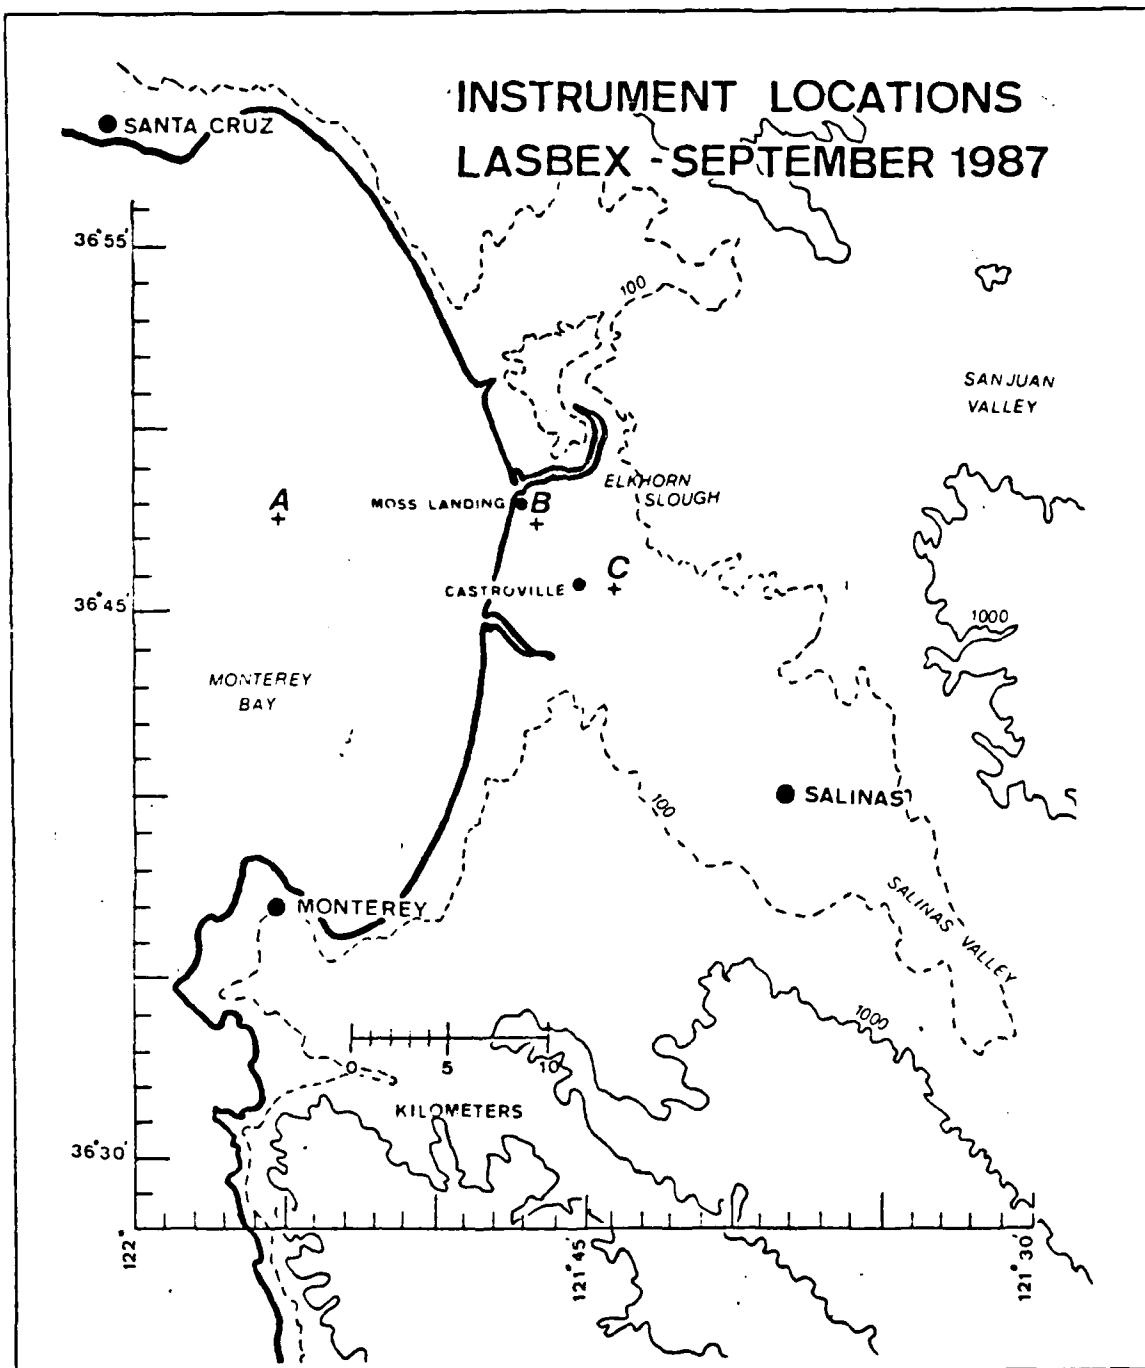 INSTRUMENT LOCATIONS
LASBEX - SEPTEMBER 1987
SANTA CRUZ
36°55'
100
SAN JUAN
VALLEY
A
MOSS LANDING
B
ELKHORN
SLOUGH
C
CASTROVILLE
36°45'
1000
MONTEREY
BAY
100
SALINAS
MONTEREY
SALINAS VALLEY
1000
0 5 10
KILOMETERS
36°30'
122°
121°45'
121°30'